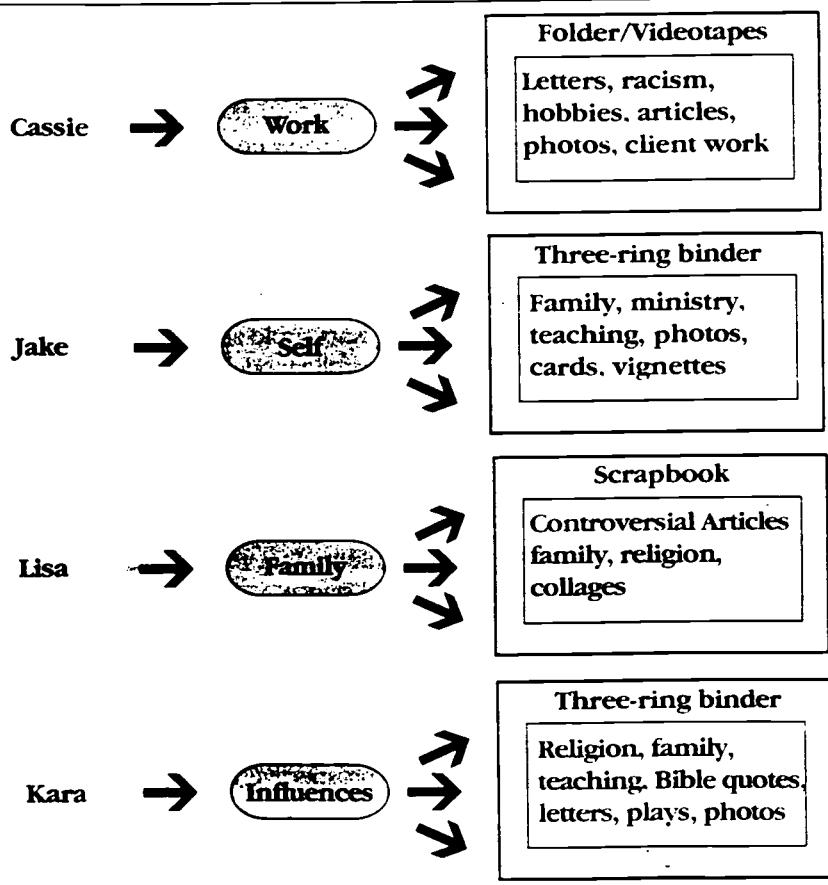 Folder/Videotapes
Cassie
Work
Letters, racism,
hobbies, articles,
photos, client work
Three-ring binder
Jake
Self
Family, ministry,
teaching, photos,
cards, vignettes
Scrapbook
Lisa
Family
Controversial Articles
family, religion,
collages
Three-ring binder
Kara
Influences
Religion, family,
teaching. Bible quotes,
letters, plays, photos